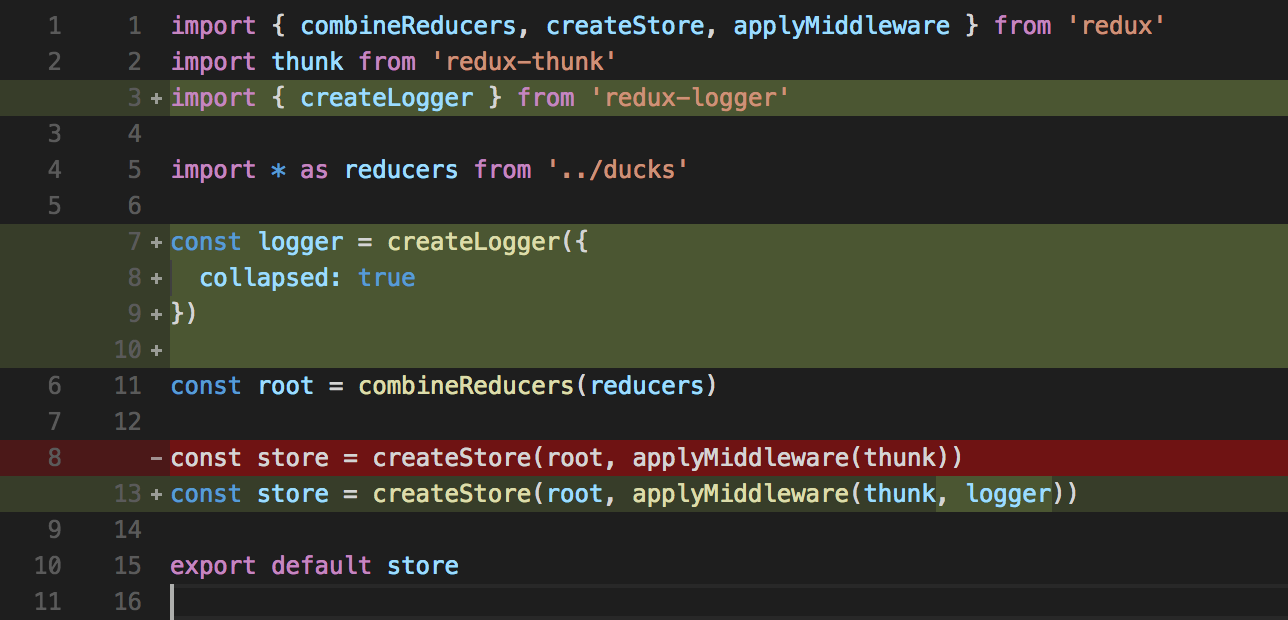 1 1 import { combineReducers, createStore, applyMiddleware } from 'redux'
2 2 import thunk from 'redux-thunk'
3 + import { createLogger } from 'redux-logger'
3 4
4 5 import * as reducers from '../ducks'
5 6
7 + const logger = createLogger({
8 +   collapsed: true
9 + })
10 +
6 11 const root = combineReducers(reducers)
7 12
8 - const store = createStore(root, applyMiddleware(thunk))
13 + const store = createStore(root, applyMiddleware(thunk, logger))
9 14
10 15 export default store
11 16